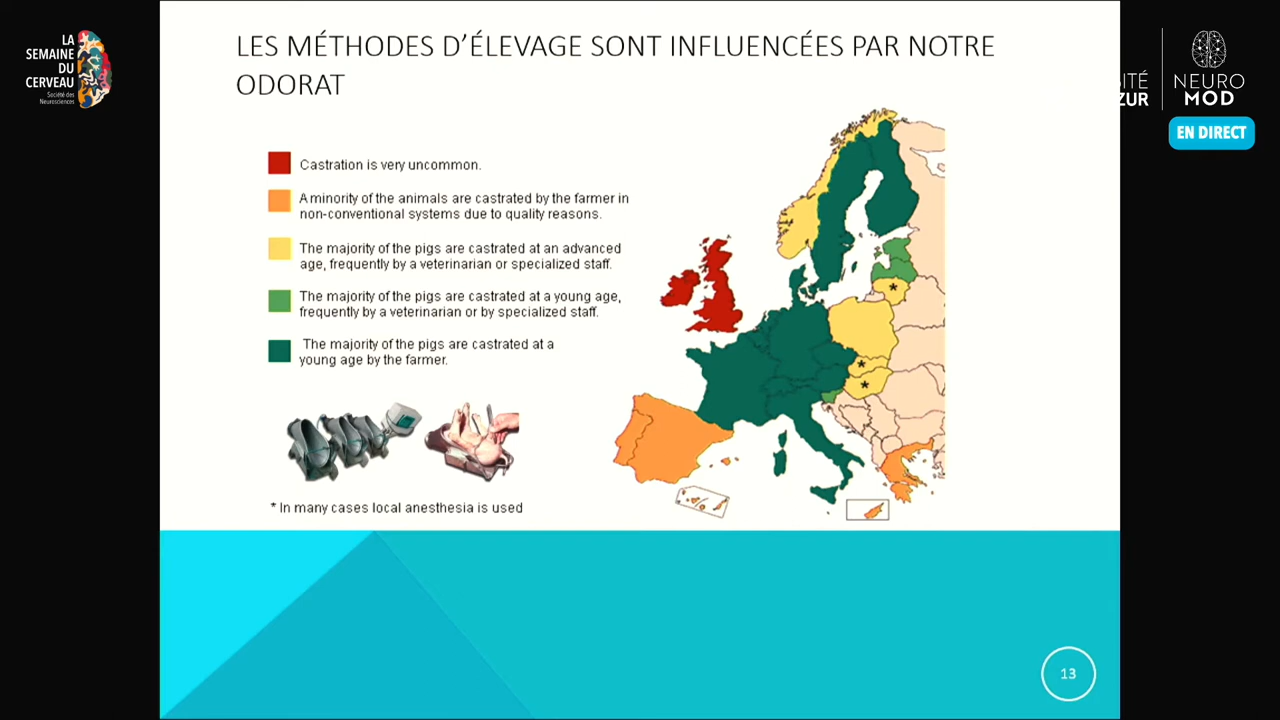 LA
SEMAINE
DU
CERVEAU
Société des
Neurosciences
LES MÉTHODES D’ÉLEVAGE SONT INFLUENCÉES PAR NOTRE
ODORAT
ITÉ
ZUR
NEURO
MOD
EN DIRECT
Castration is very uncommon.
A minority of the animals are castrated by the farmer in
non-conventional systems due to quality reasons.
The majority of the pigs are castrated at an advanced
age, frequently by a veterinarian or specialized staff.
The majority of the pigs are castrated at a young age,
frequently by a veterinarian or by specialized staff.
The majority of the pigs are castrated at a
young age by the farmer.
*
*
*
* In many cases local anesthesia is used
13